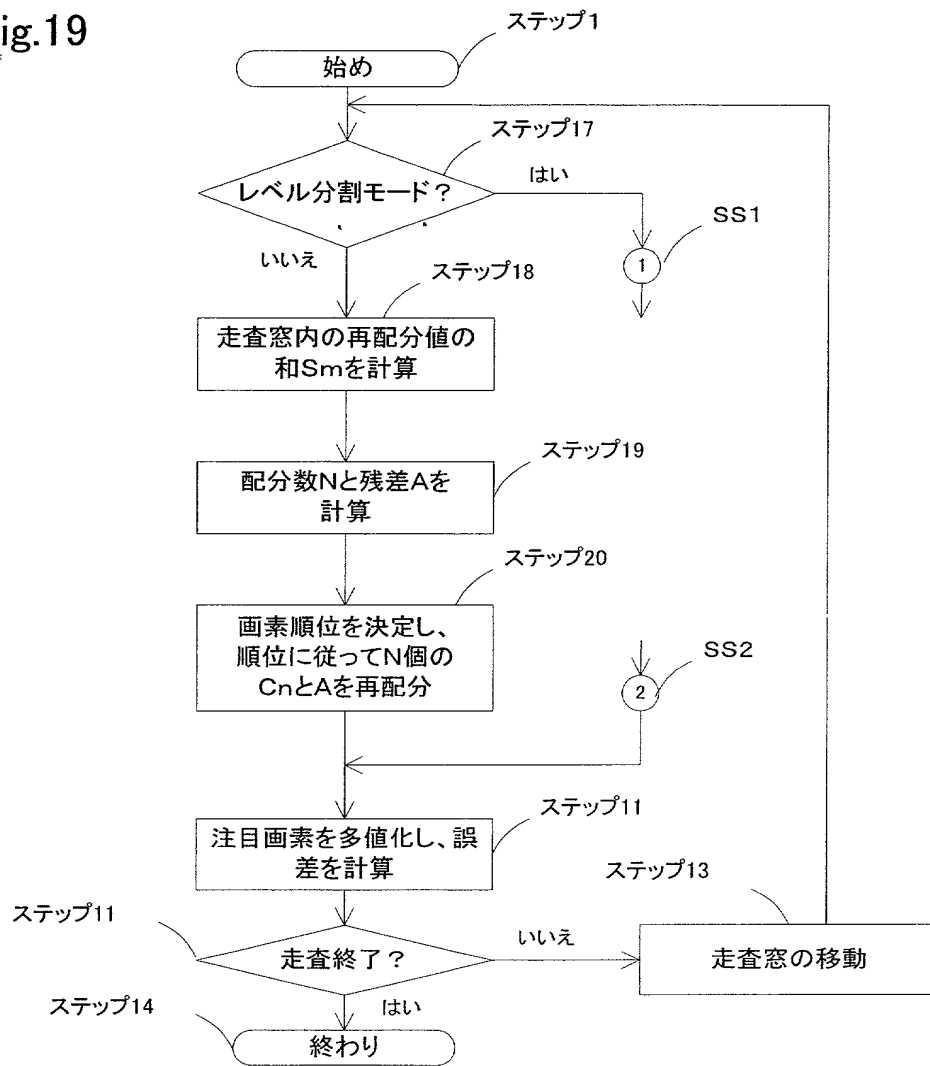 ig.19
ステップ1
始め
ステップ17
レベル分割モード？
はい
SS1
1
いいえ
ステップ18
走査窓内の再配分値の
和Smを計算
ステップ19
配分数Nと残差Aを
計算
ステップ20
画素順位を決定し、
順位に従ってN個の
CnとAを再配分
SS2
2
ステップ11
注目画素を多値化し、誤
差を計算
ステップ13
ステップ11
走査終了？
いいえ
走査窓の移動
はい
ステップ14
終わり